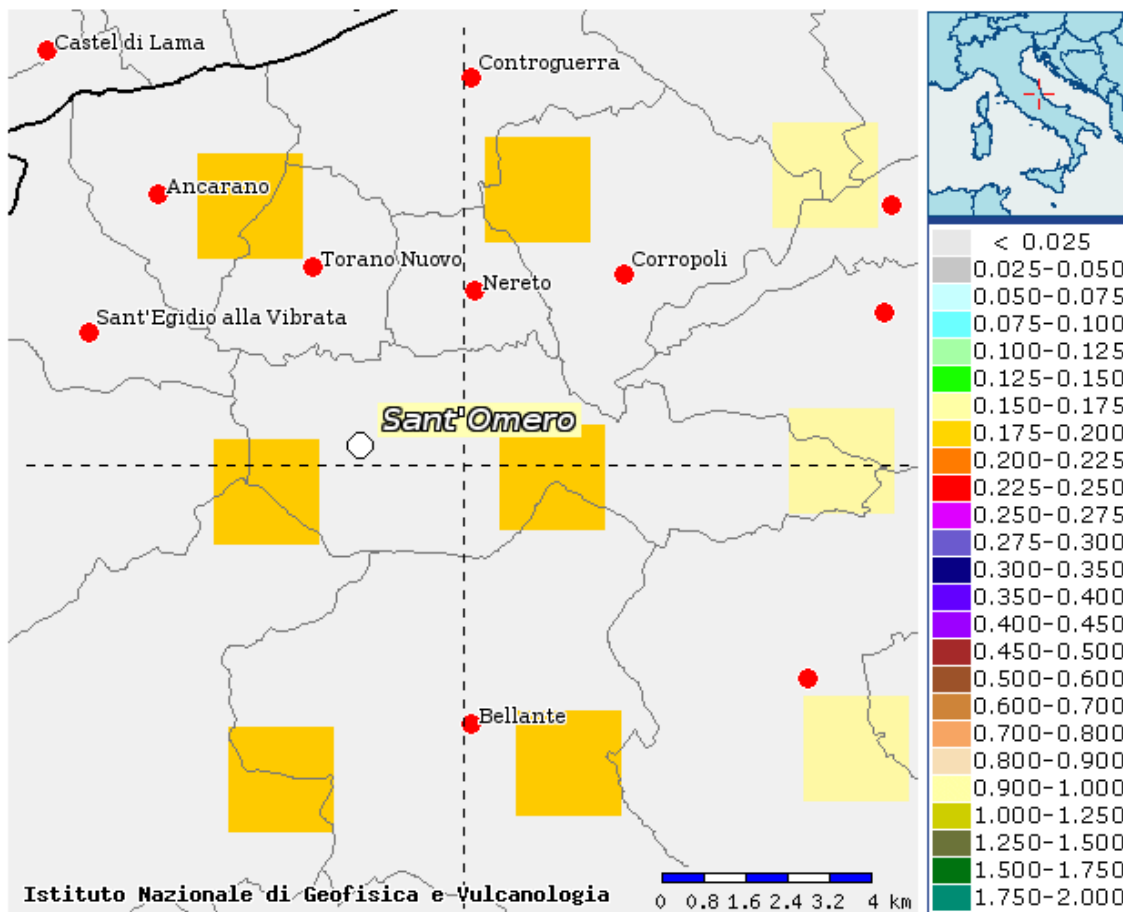 Castel di Lama
Controguerra
Ancarano
Torano Nuovo
Corropoli
Nereto
Sant'Egidio alla Vibrata
Sant'Omero
Bellante
Istituto Nazionale di Geofisica e Vulcanologia
0 0.8 1.6 2.4 3.2 4 km
< 0.025
0.025-0.050
0.050-0.075
0.075-0.100
0.100-0.125
0.125-0.150
0.150-0.175
0.175-0.200
0.200-0.225
0.225-0.250
0.250-0.275
0.275-0.300
0.300-0.350
0.350-0.400
0.400-0.450
0.450-0.500
0.500-0.600
0.600-0.700
0.700-0.800
0.800-0.900
0.900-1.000
1.000-1.250
1.250-1.500
1.500-1.750
1.750-2.000